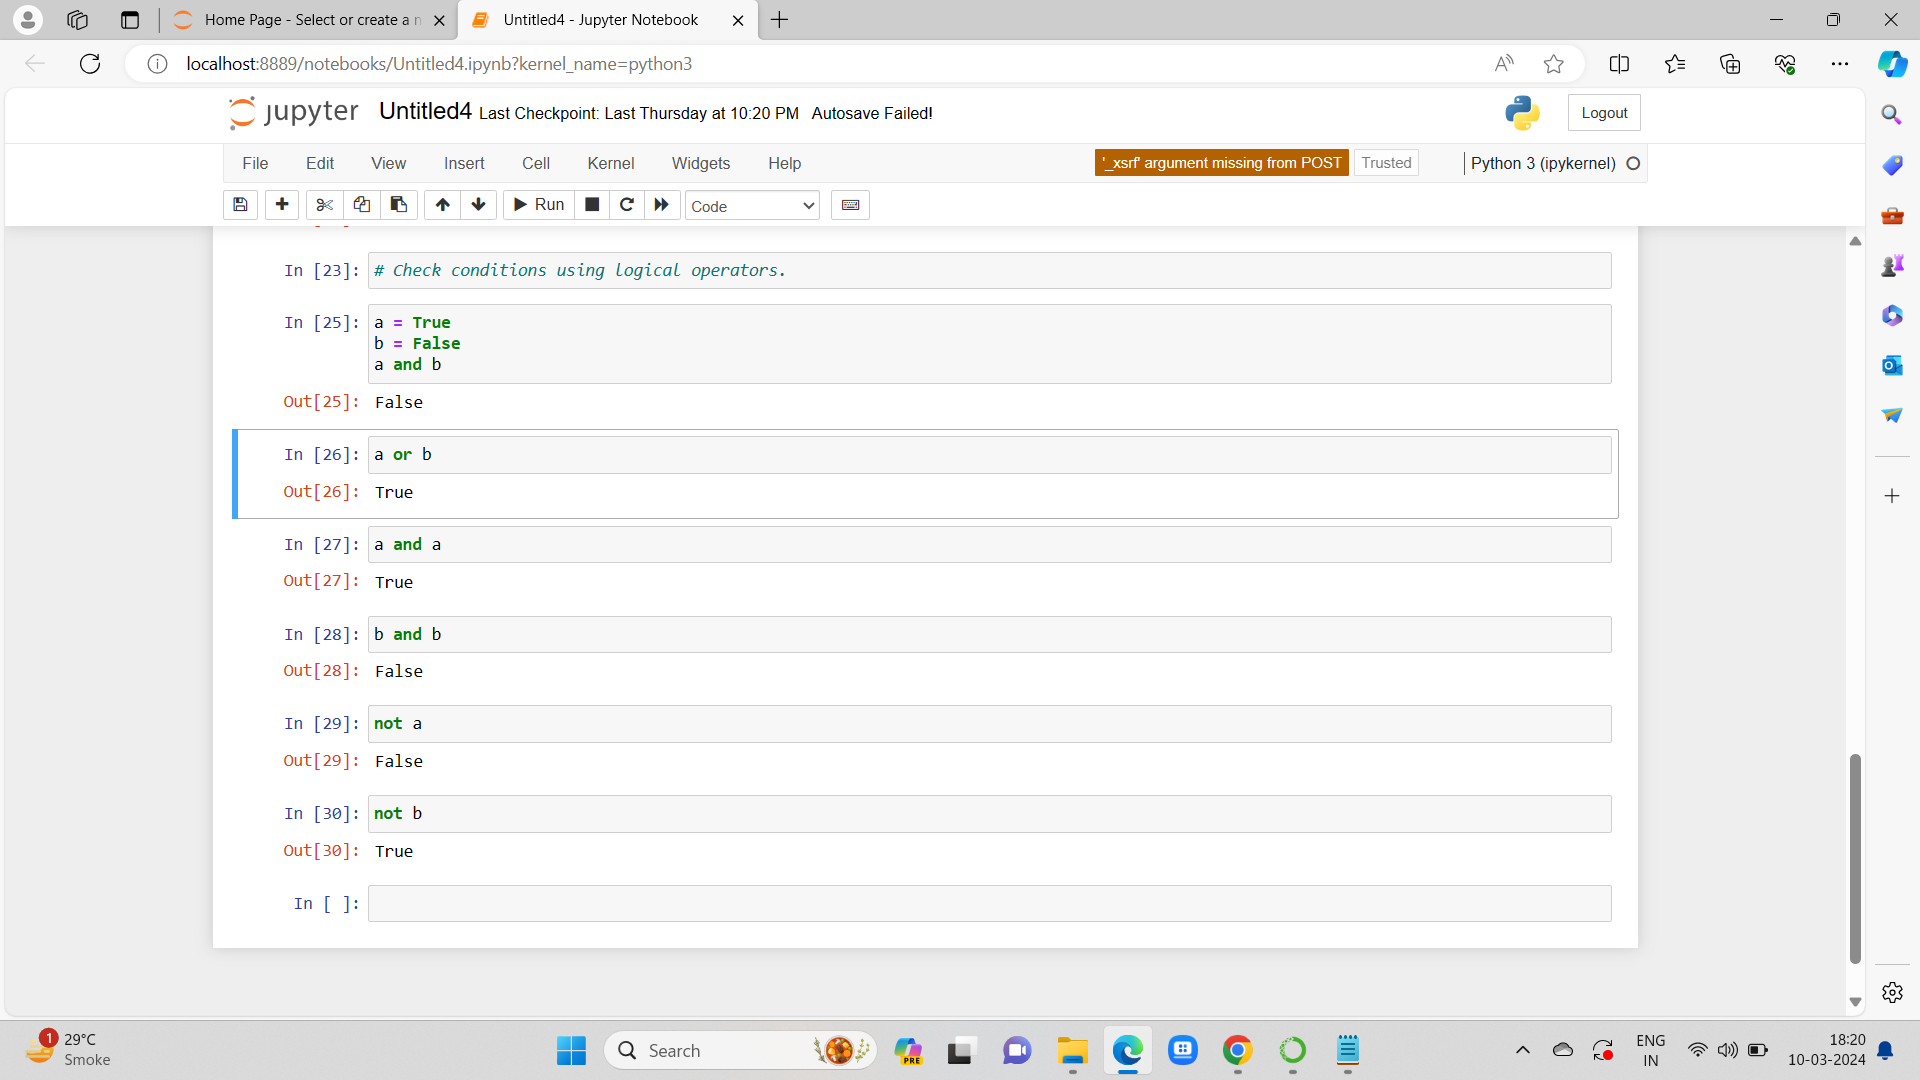 Home Page - Select or create a n
Untitled4 - Jupyter Notebook
localhost:8889/notebooks/Untitled4.ipynb?kernel_name=python3
jupyter Untitled4 Last Checkpoint: Last Thursday at 10:20 PM Autosave Failed!
Logout
File Edit View Insert Cell Kernel Widgets Help
'_xsrf' argument missing from POST
Trusted
Python 3 (ipykernel)
Run
Code
In [23]: # Check conditions using logical operators.
In [25]: a = True
b = False
a and b
Out[25]: False
In [26]: a or b
Out[26]: True
In [27]: a and a
Out[27]: True
In [28]: b and b
Out[28]: False
In [29]: not a
Out[29]: False
In [30]: not b
Out[30]: True
In [ ]:
1
29°C
Smoke
Search
PRE
ENG
IN
18:20
10-03-2024